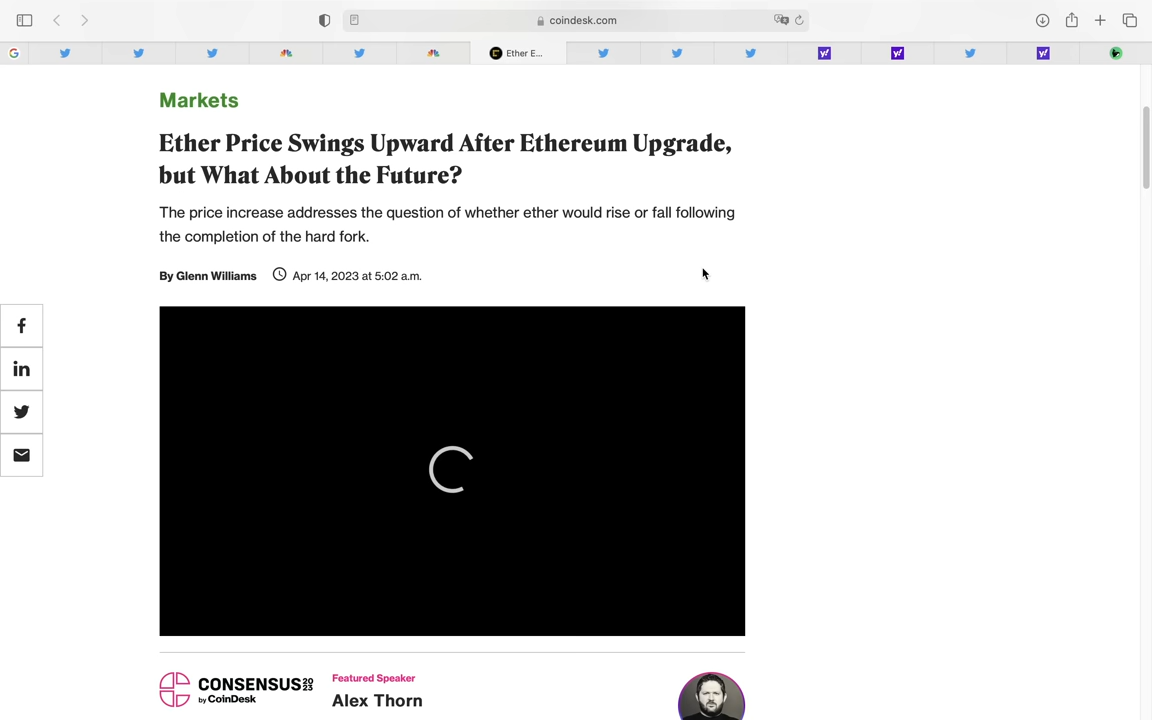 coindesk.com
Ether E...
Markets
Ether Price Swings Upward After Ethereum Upgrade,
but What About the Future?
The price increase addresses the question of whether ether would rise or fall following
the completion of the hard fork.
By Glenn Williams Apr 14, 2023 at 5:02 a.m.
f
in
CONSENSUS 2023
by CoinDesk
Featured Speaker
Alex Thorn